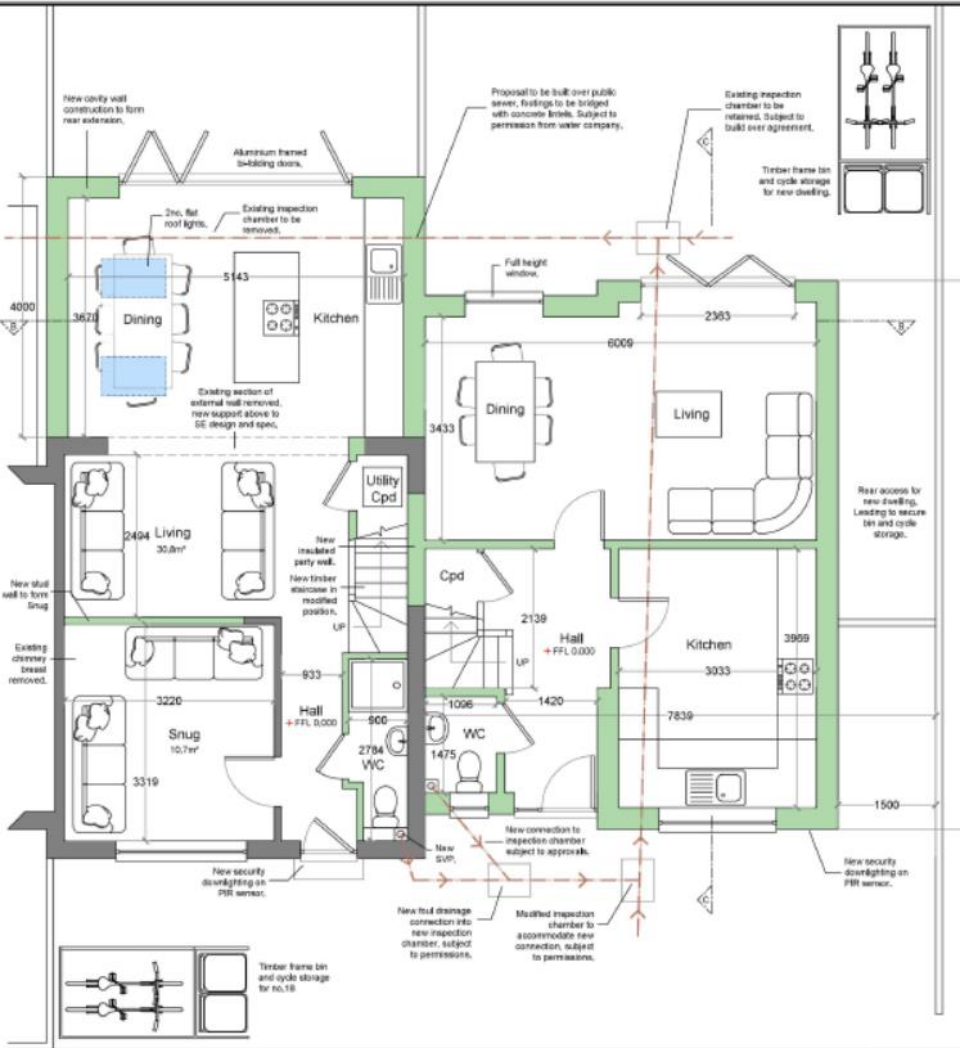 New cavity wall
construction to form
rear extension.
Aluminium framed
bi-folding doors.
Proposal to be built over public
sewer, footings to be bridged
with concrete lintels. Subject to
permission from water company.
Existing inspection
chamber to be
retained. Subject to
build over agreement.
C
Timber frame bin
and cycle storage
for new dwelling.
2no. flat
roof lights.
Existing inspection
chamber to be
removed.
Full height
window.
5143
4000
3670
Dining
Kitchen
B
2363
B
6009
Existing section of
external wall removed,
new support above to
SE design and spec.
Dining
Living
3433
Utility
Cpd
2494
Living
30.8m²
New
insulated
party wall.
New timber
staircase in
modified
position.
UP
Rear access for
new dwelling,
Leading to secure
bin and cycle
storage.
New stud
wall to form
Snug
Existing
chimney
breast
removed.
Cpd
2139
Hall
+ FFL 0.000
UP
Kitchen
3969
3033
933
3220
Hall
+ FFL 0.000
900
1096
1420
7839
Snug
10.7m²
2784
WC
1475
WC
3319
1500
New
SVP.
New connection to
inspection chamber
subject to approvals.
New security
downlighting on
PIR sensor.
New security
downlighting on
PIR sensor.
C
New foul drainage
connection into
new inspection
chamber, subject
to permissions.
Modified inspection
chamber to
accommodate new
connection, subject
to permissions.
Timber frame bin
and cycle storage
for no.18